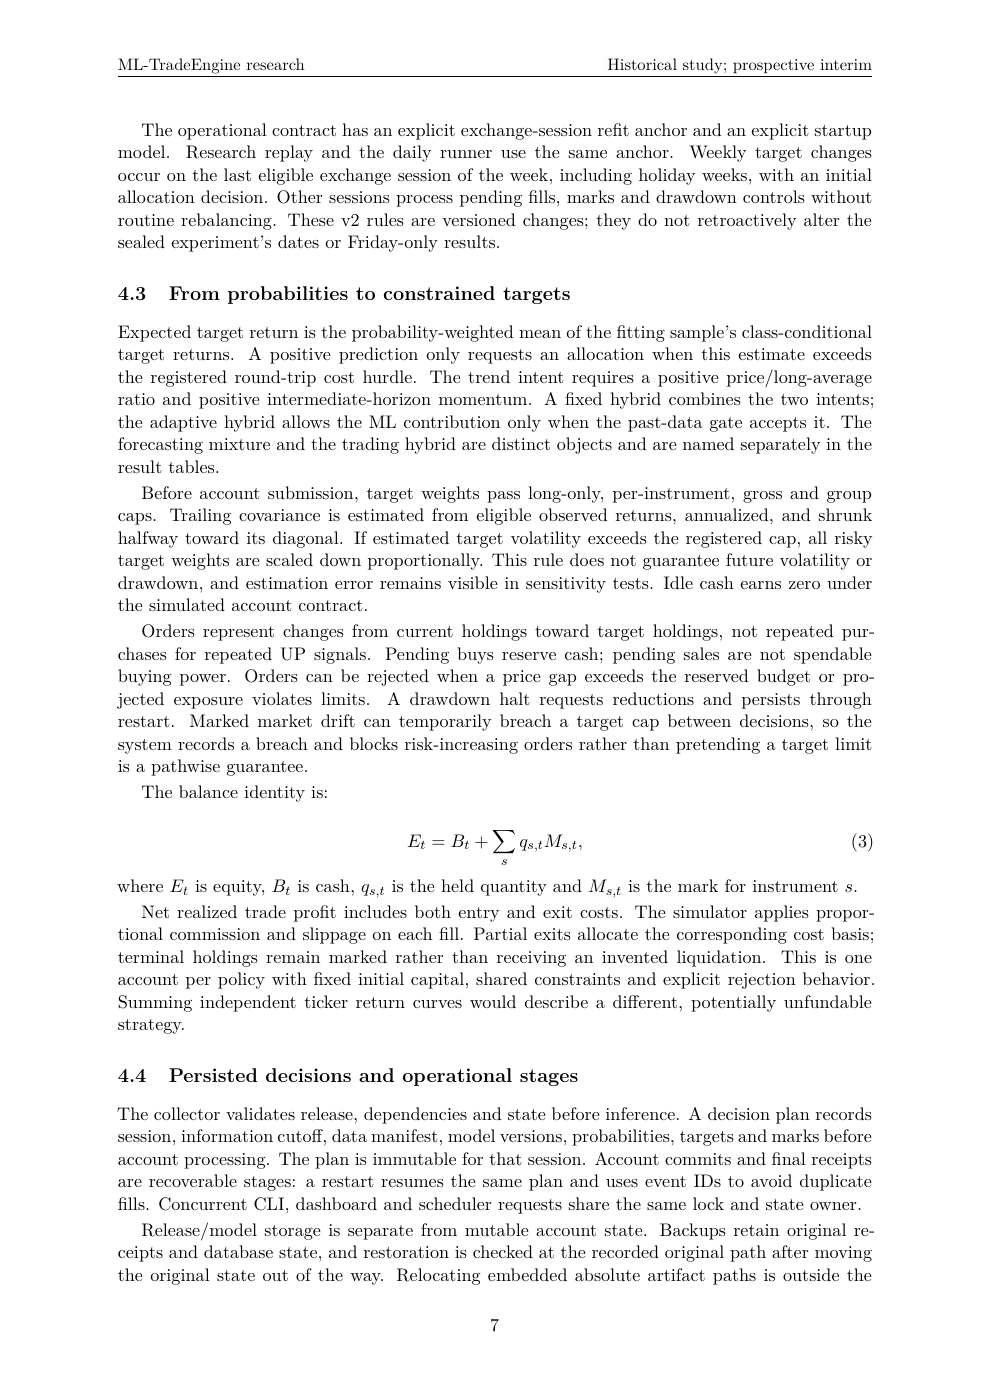 ML-TradeEngine research Historical study; prospective interim
The operational contract has an explicit exchange-session refit anchor and an explicit startup
model. Research replay and the daily runner use the same anchor. Weekly target changes
occur on the last eligible exchange session of the week, including holiday weeks, with an initial
allocation decision. Other sessions process pending fills, marks and drawdown controls without
routine rebalancing. These v2 rules are versioned changes; they do not retroactively alter the
sealed experiment's dates or Friday-only results.
4.3 From probabilities to constrained targets
Expected target return is the probability-weighted mean of the fitting sample's class-conditional
target returns. A positive prediction only requests an allocation when this estimate exceeds
the registered round-trip cost hurdle. The trend intent requires a positive price/long-average
ratio and positive intermediate-horizon momentum. A fixed hybrid combines the two intents;
the adaptive hybrid allows the ML contribution only when the past-data gate accepts it. The
forecasting mixture and the trading hybrid are distinct objects and are named separately in the
result tables.
Before account submission, target weights pass long-only, per-instrument, gross and group
caps. Trailing covariance is estimated from eligible observed returns, annualized, and shrunk
halfway toward its diagonal. If estimated target volatility exceeds the registered cap, all risky
target weights are scaled down proportionally. This rule does not guarantee future volatility or
drawdown, and estimation error remains visible in sensitivity tests. Idle cash earns zero under
the simulated account contract.
Orders represent changes from current holdings toward target holdings, not repeated pur-
chases for repeated UP signals. Pending buys reserve cash; pending sales are not spendable
buying power. Orders can be rejected when a price gap exceeds the reserved budget or pro-
jected exposure violates limits. A drawdown halt requests reductions and persists through
restart. Marked market drift can temporarily breach a target cap between decisions, so the
system records a breach and blocks risk-increasing orders rather than pretending a target limit
is a pathwise guarantee.
The balance identity is:
E_t = B_t + ∑_s q_{s,t}M_{s,t}, (3)
where E_t is equity, B_t is cash, q_{s,t} is the held quantity and M_{s,t} is the mark for instrument s.
Net realized trade profit includes both entry and exit costs. The simulator applies propor-
tional commission and slippage on each fill. Partial exits allocate the corresponding cost basis;
terminal holdings remain marked rather than receiving an invented liquidation. This is one
account per policy with fixed initial capital, shared constraints and explicit rejection behavior.
Summing independent ticker return curves would describe a different, potentially unfundable
strategy.
4.4 Persisted decisions and operational stages
The collector validates release, dependencies and state before inference. A decision plan records
session, information cutoff, data manifest, model versions, probabilities, targets and marks before
account processing. The plan is immutable for that session. Account commits and final receipts
are recoverable stages: a restart resumes the same plan and uses event IDs to avoid duplicate
fills. Concurrent CLI, dashboard and scheduler requests share the same lock and state owner.
Release/model storage is separate from mutable account state. Backups retain original re-
ceipts and database state, and restoration is checked at the recorded original path after moving
the original state out of the way. Relocating embedded absolute artifact paths is outside the
7